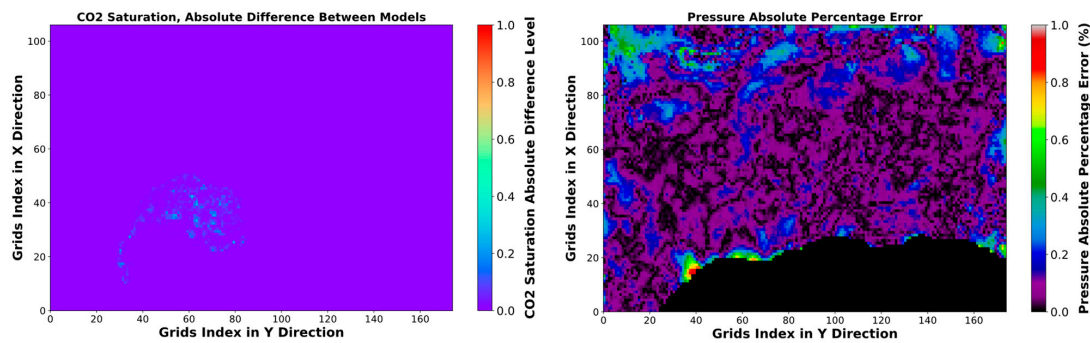 CO2 Saturation, Absolute Difference Between Models
Grids Index in X Direction
100
80
60
40
20
0
0 20 40 60 80 100 120 140 160
Grids Index in Y Direction
1.0
0.8
0.6
0.4
0.2
0.0
CO2 Saturation Absolute Difference Level
Pressure Absolute Percentage Error
Grids Index in X Direction
100
80
60
40
20
0
0 20 40 60 80 100 120 140 160
Grids Index in Y Direction
1.0
0.8
0.6
0.4
0.2
0.0
Pressure Absolute Percentage Error (%)